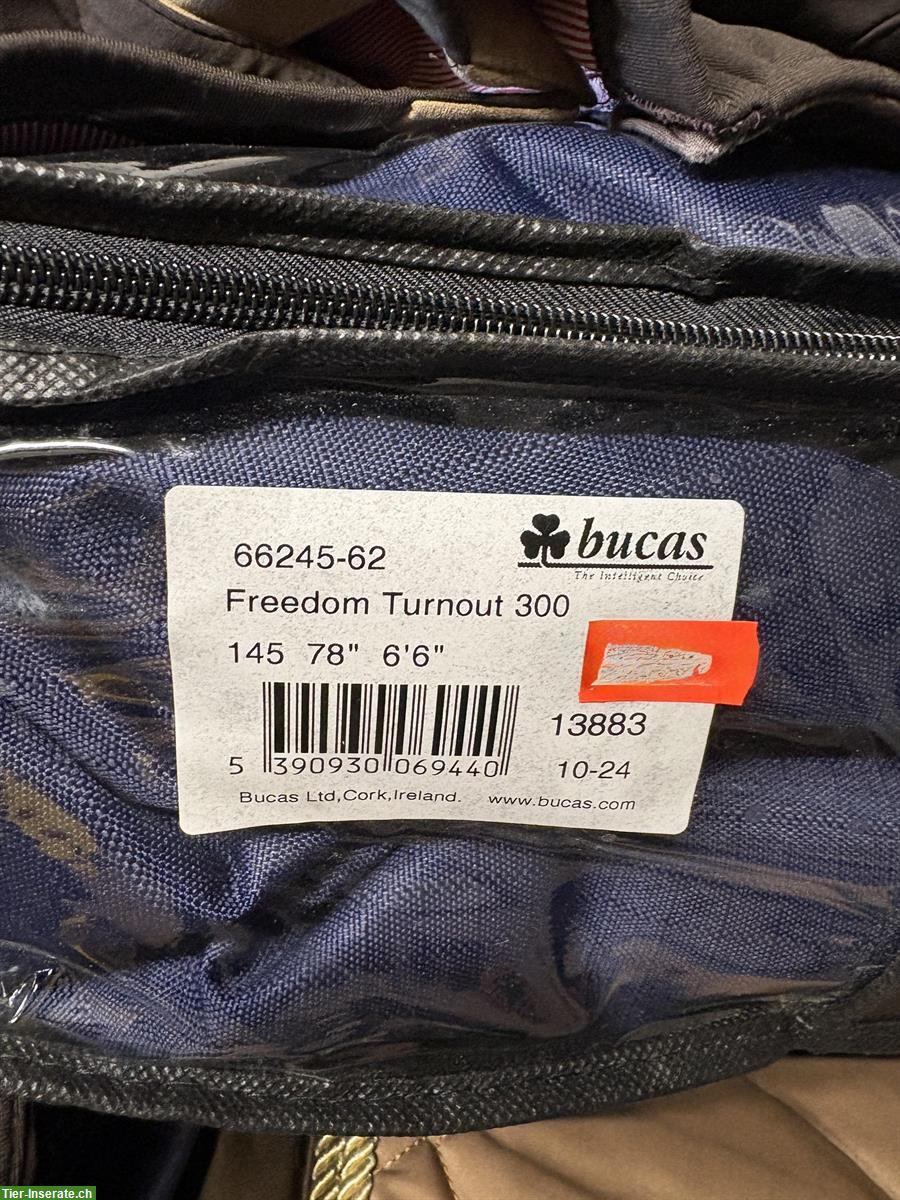 66245-62
bucas
The Intelligent Choice
Freedom Turnout 300
145 78" 6'6"
13883
5 390930 069440
10-24
Bucas Ltd,Cork,Ireland. www.bucas.com
Tier-Inserate.ch